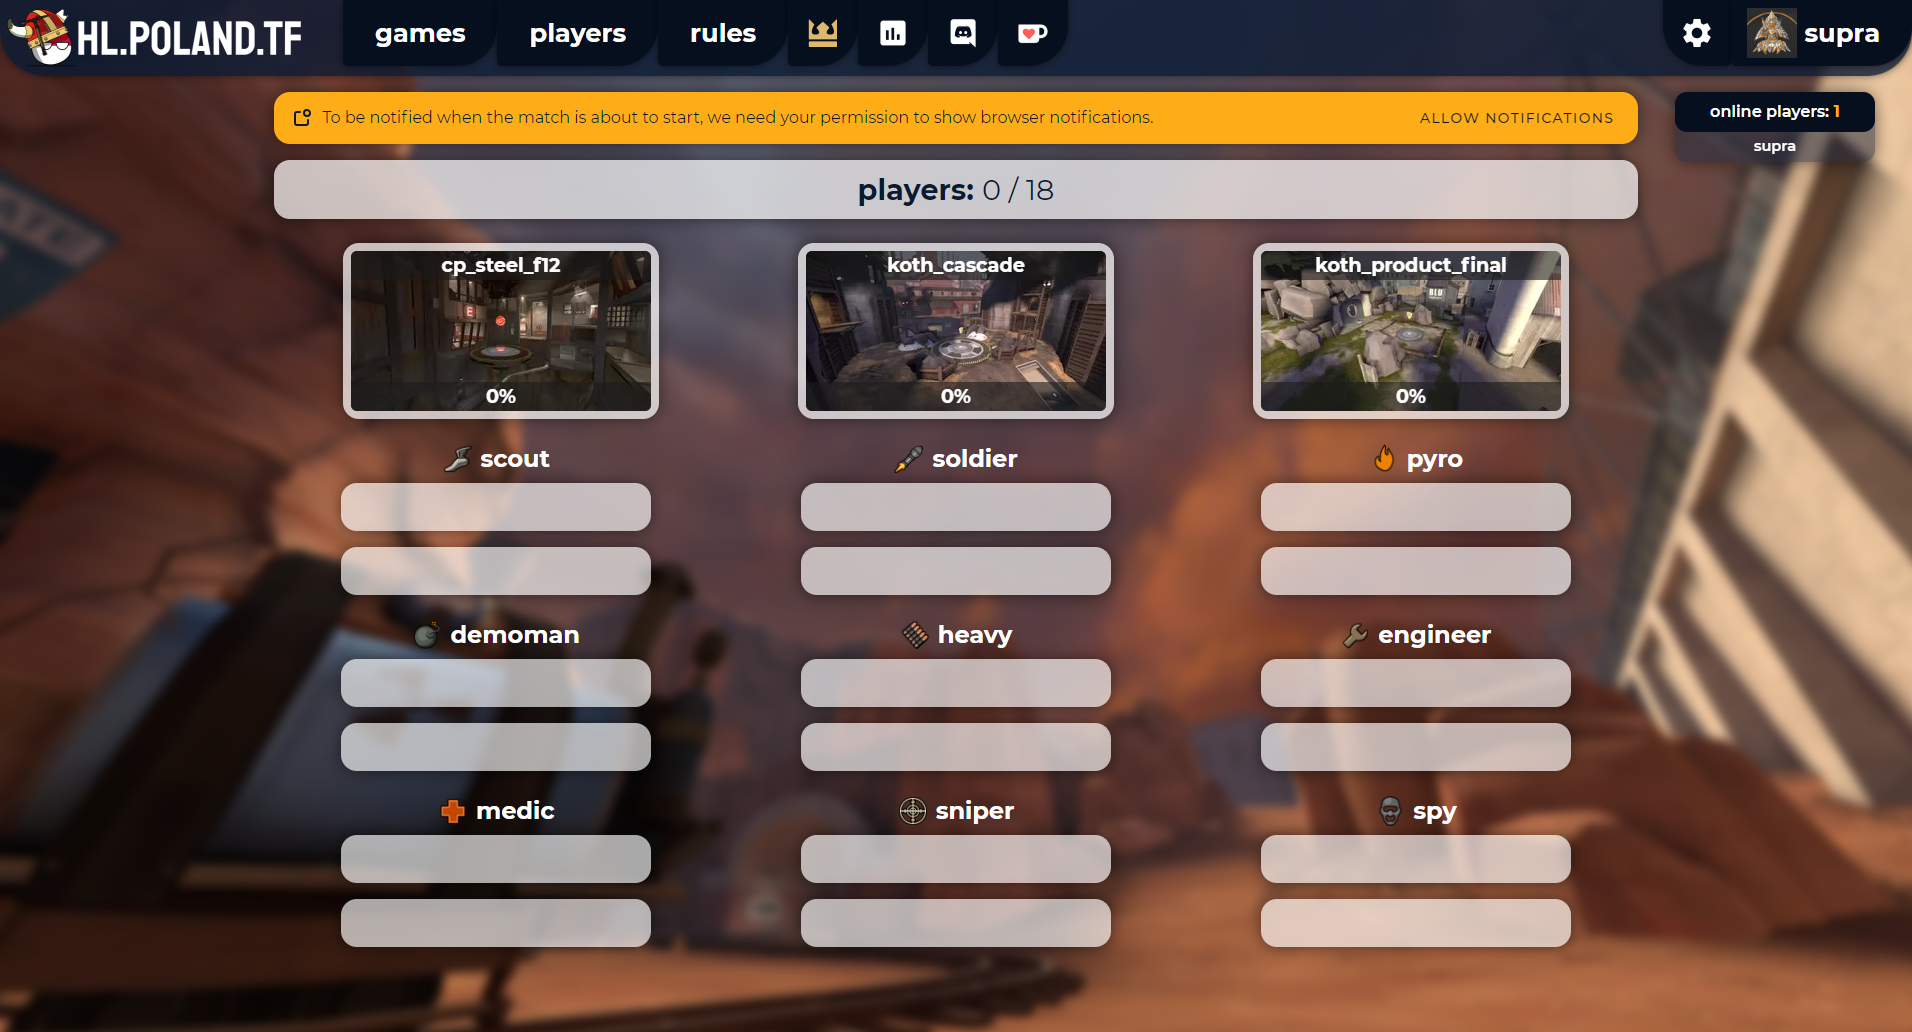 HL.POLAND.TF
games
players
rules
supra
To be notified when the match is about to start, we need your permission to show browser notifications.
ALLOW NOTIFICATIONS
online players: 1
supra
players: 0 / 18
cp_steel_f12
koth_cascade
koth_product_final
E
BLU
0%
0%
0%
scout
soldier
pyro
demoman
heavy
engineer
medic
sniper
spy